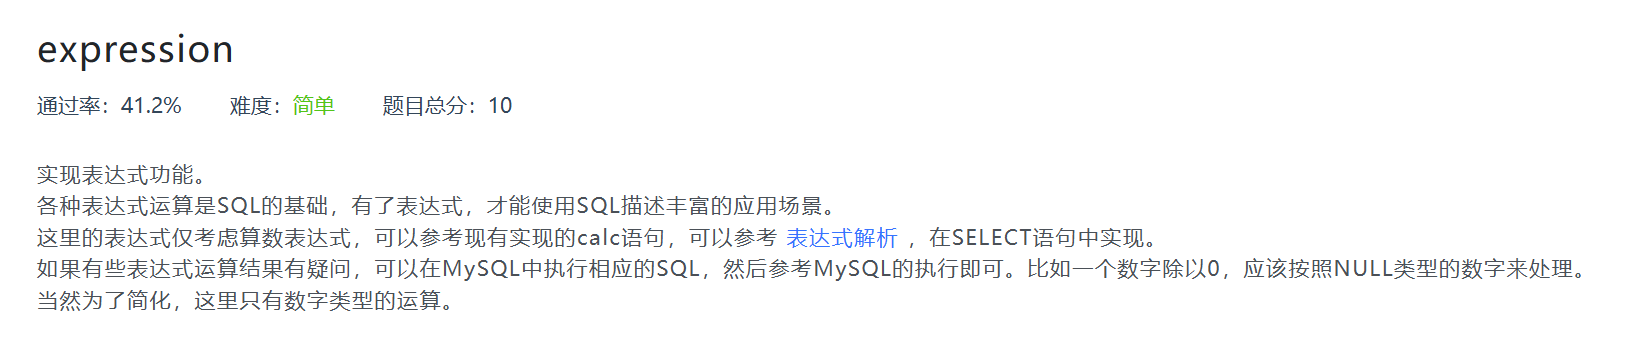 expression
通过率：41.2% 难度：简单 题目总分：10
实现表达式功能。
各种表达式运算是SQL的基础，有了表达式，才能使用SQL描述丰富的应用场景。
这里的表达式仅考虑算数表达式，可以参考现有实现的calc语句，可以参考 表达式解析 ，在SELECT语句中实现。
如果有些表达式运算结果有疑问，可以在MySQL中执行相应的SQL，然后参考MySQL的执行即可。比如一个数字除以0，应该按照NULL类型的数字来处理。
当然为了简化，这里只有数字类型的运算。